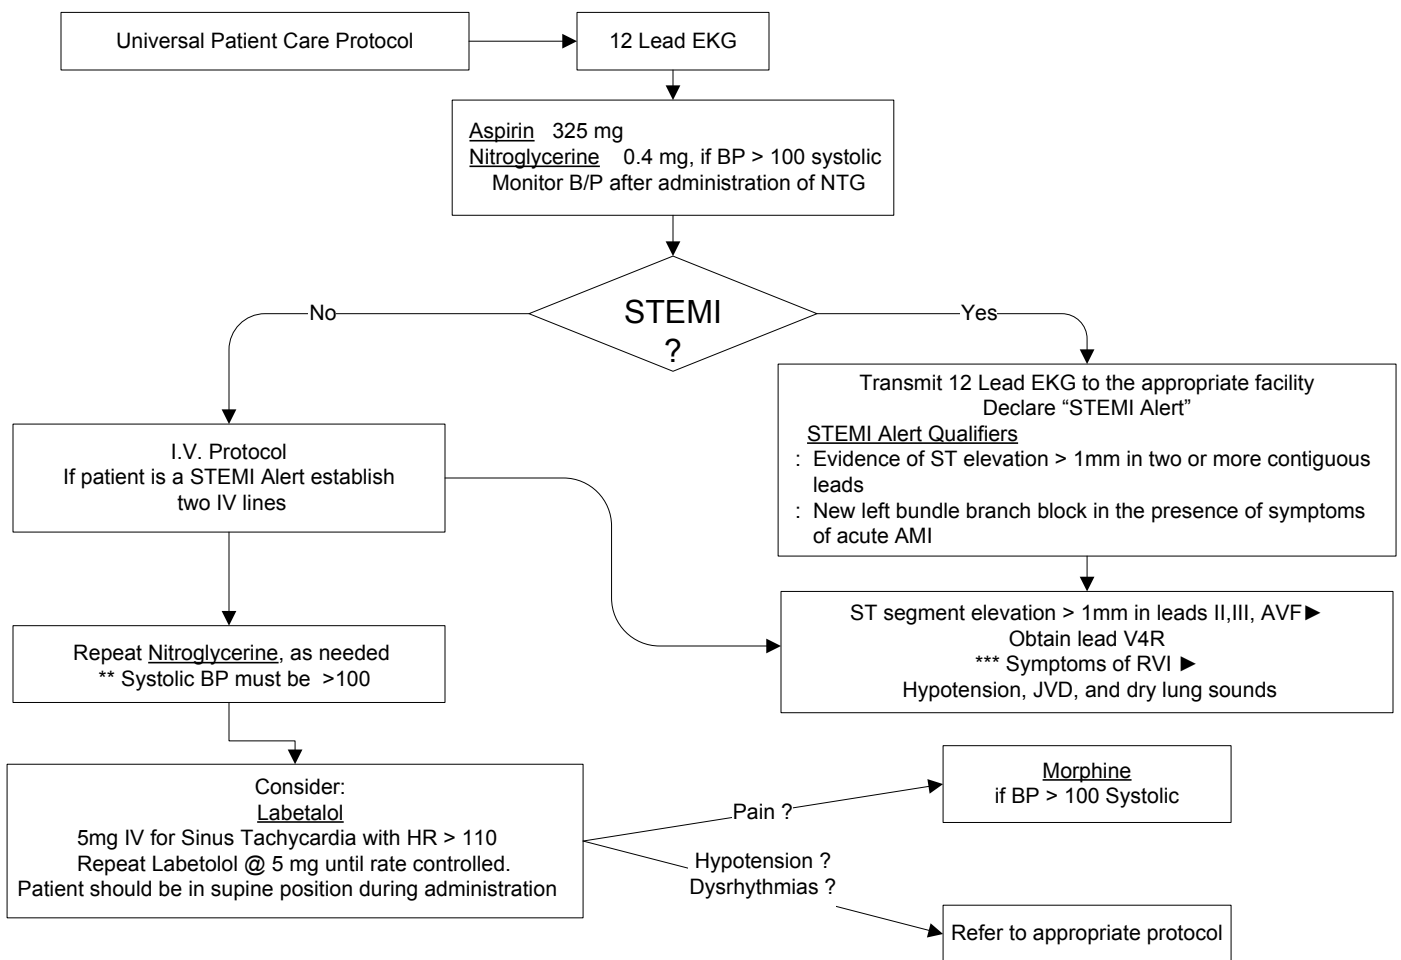 Universal Patient Care Protocol
12 Lead EKG
Aspirin 325 mg
Nitroglycerine 0.4 mg, if BP > 100 systolic
Monitor B/P after administration of NTG
STEMI
?
No
Yes
Transmit 12 Lead EKG to the appropriate facility
Declare “STEMI Alert”
STEMI Alert Qualifiers
: Evidence of ST elevation > 1mm in two or more contiguous
leads
: New left bundle branch block in the presence of symptoms
of acute AMI
I.V. Protocol
If patient is a STEMI Alert establish
two IV lines
ST segment elevation > 1mm in leads II,III, AVF►
Obtain lead V4R
*** Symptoms of RVI ►
Hypotension, JVD, and dry lung sounds
Repeat Nitroglycerine, as needed
** Systolic BP must be >100
Consider:
Labetalol
5mg IV for Sinus Tachycardia with HR > 110
Repeat Labetolol @ 5 mg until rate controlled.
Patient should be in supine position during administration
Pain ?
Morphine
if BP > 100 Systolic
Hypotension ?
Dysrhythmias ?
Refer to appropriate protocol